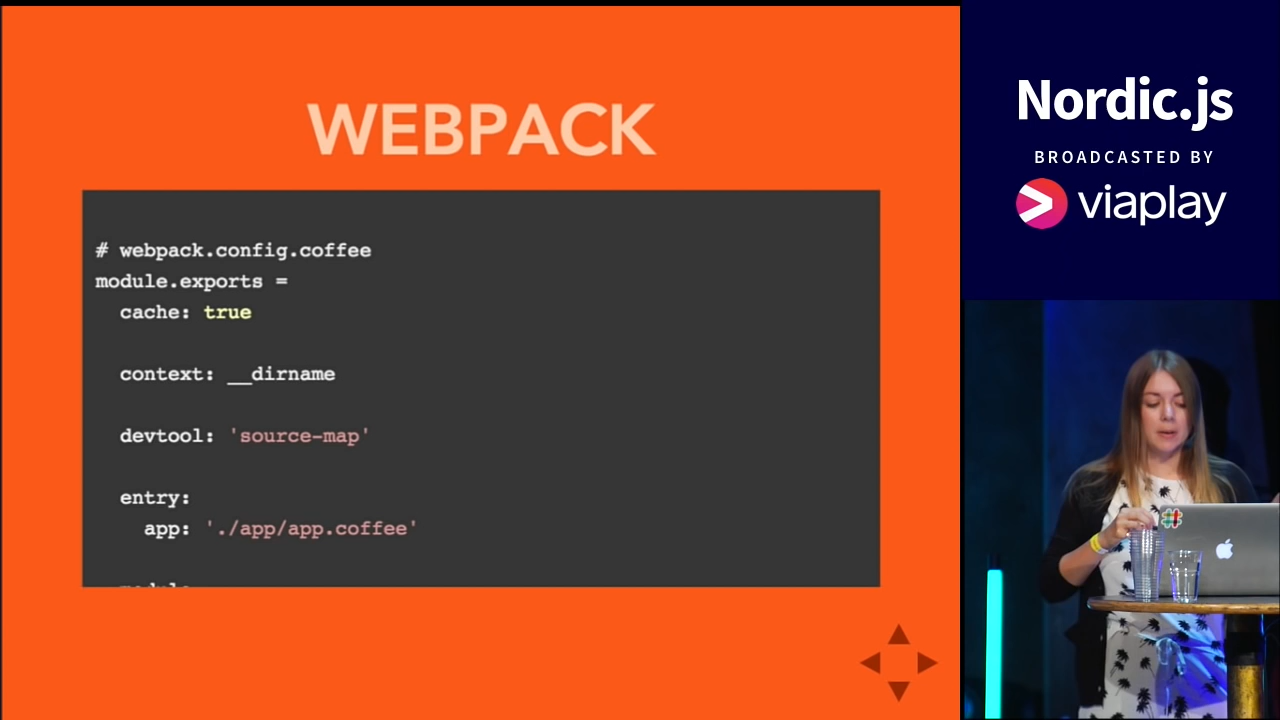 WEBPACK
# webpack.config.coffee
module.exports =
cache: true
context: __dirname
devtool: 'source-map'
entry:
app: './app/app.coffee'
Nordic.js
BROADCASTED BY
viaplay